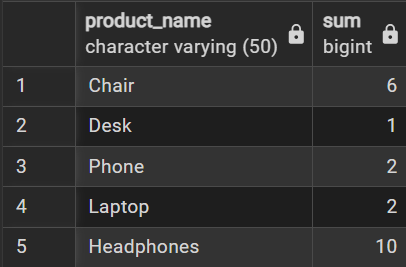 product_name sum
character varying (50) bigint
1 Chair 6
2 Desk 1
3 Phone 2
4 Laptop 2
5 Headphones 10